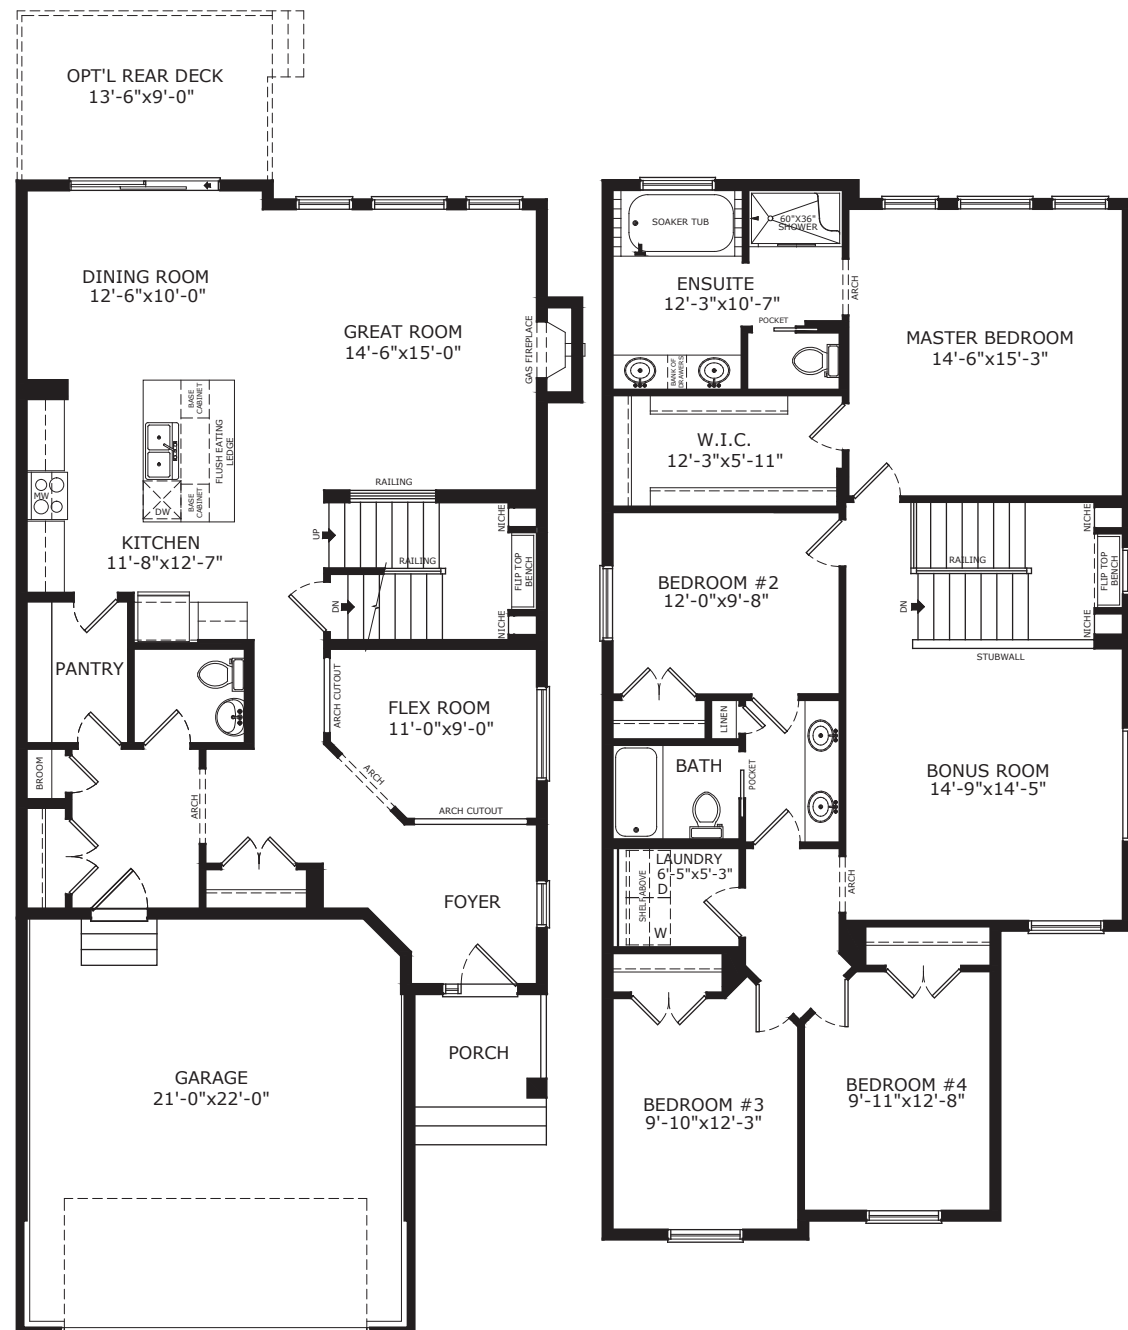 OPT'L REAR DECK
13'-6"x9'-0"
DINING ROOM
12'-6"x10'-0"
GREAT ROOM
14'-6"x15'-0"
GAS FIREPLACE
BASE
CABINET
FLUSH EATING
LEDGE
BASE
CABINET
MW
DW
KITCHEN
11'-8"x12'-7"
RAILING
UP
RAILING
DN
NICHE
FLIP TOP
BENCH
NICHE
PANTRY
ARCH CUTOUT
FLEX ROOM
11'-0"x9'-0"
ARCH
ARCH CUTOUT
BROOM
ARCH
FOYER
PORCH
GARAGE
21'-0"x22'-0"
SOAKER TUB
60"X36"
SHOWER
ENSUITE
12'-3"x10'-7"
ARCH
POCKET
BANK OF
DRAWERS
MASTER BEDROOM
14'-6"x15'-3"
W.I.C.
12'-3"x5'-11"
BEDROOM #2
12'-0"x9'-8"
RAILING
DN
NICHE
FLIP TOP
BENCH
NICHE
STUBWALL
LINEN
BATH
POCKET
BONUS ROOM
14'-9"x14'-5"
LAUNDRY
6'-5"x5'-3"
SHELF ABOVE
D
W
ARCH
BEDROOM #3
9'-10"x12'-3"
BEDROOM #4
9'-11"x12'-8"